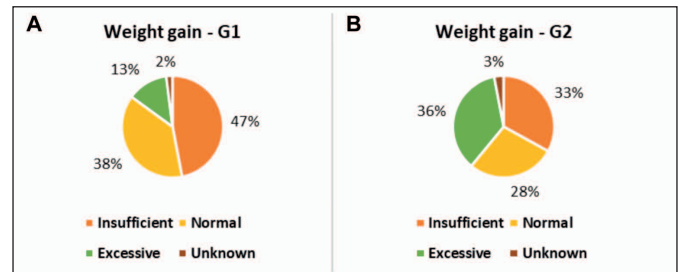 A
Weight gain - G1
2%
13%
47%
38%
Insufficient Normal
Excessive Unknown
B
Weight gain - G2
3%
33%
36%
28%
Insufficient Normal
Excessive Unknown